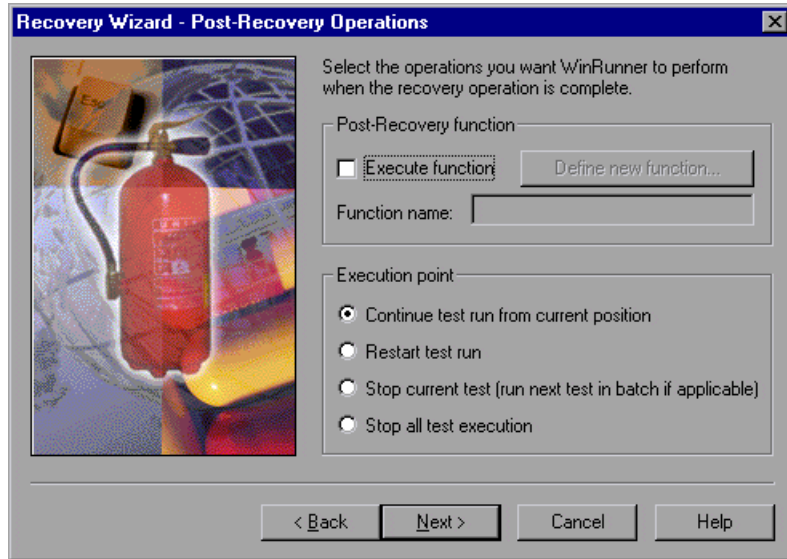 Recovery Wizard - Post-Recovery Operations
Select the operations you want WinRunner to perform
when the recovery operation is complete.
Post-Recovery function
Execute function
Define new function...
Function name:
Execution point
Continue test run from current position
Restart test run
Stop current test (run next test in batch if applicable)
Stop all test execution
< Back
Next >
Cancel
Help
Esc